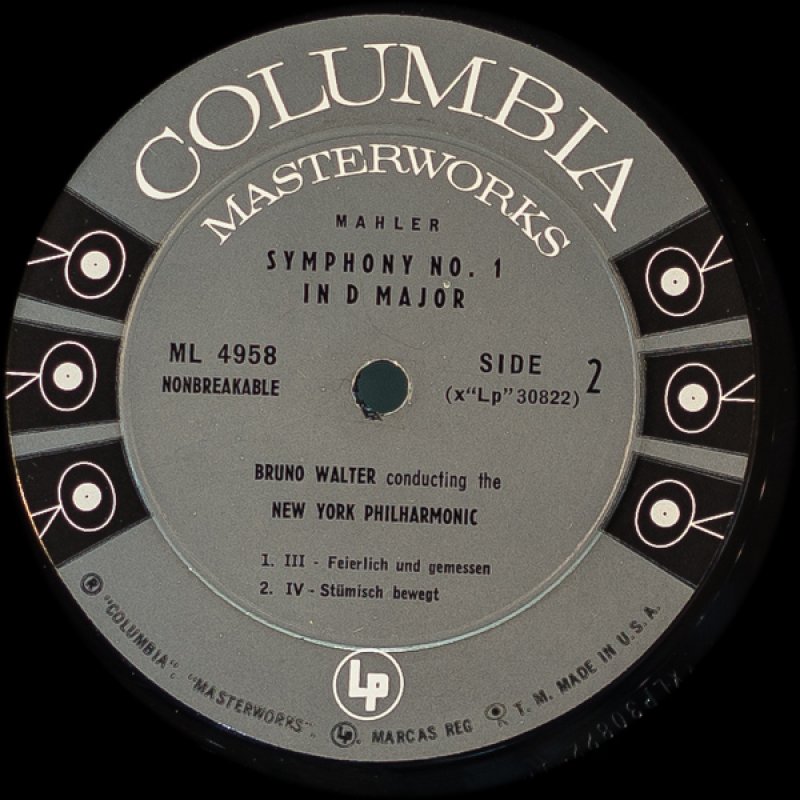 COLUMBIA
MASTERWORKS
MAHLER
SYMPHONY NO. 1
IN D MAJOR
ML 4958
NONBREAKABLE
SIDE 2
(x"Lp"30822)
BRUNO WALTER conducting the
NEW YORK PHILHARMONIC
1. III - Feierlich und gemessen
2. IV - Stümisch bewegt
Lp
® "COLUMBIA", "MASTERWORKS", Lp, MARCAS REG T. M. MADE IN U.S.A.